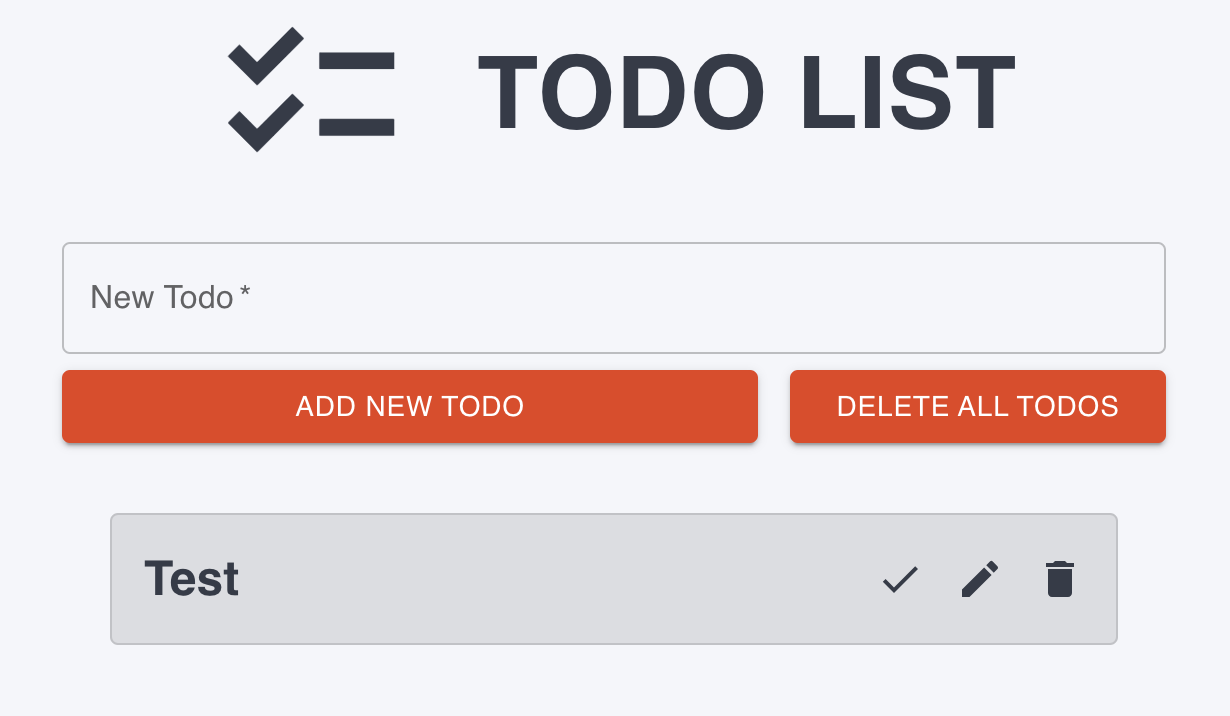 TODO LIST
New Todo *
ADD NEW TODO
DELETE ALL TODOS
Test